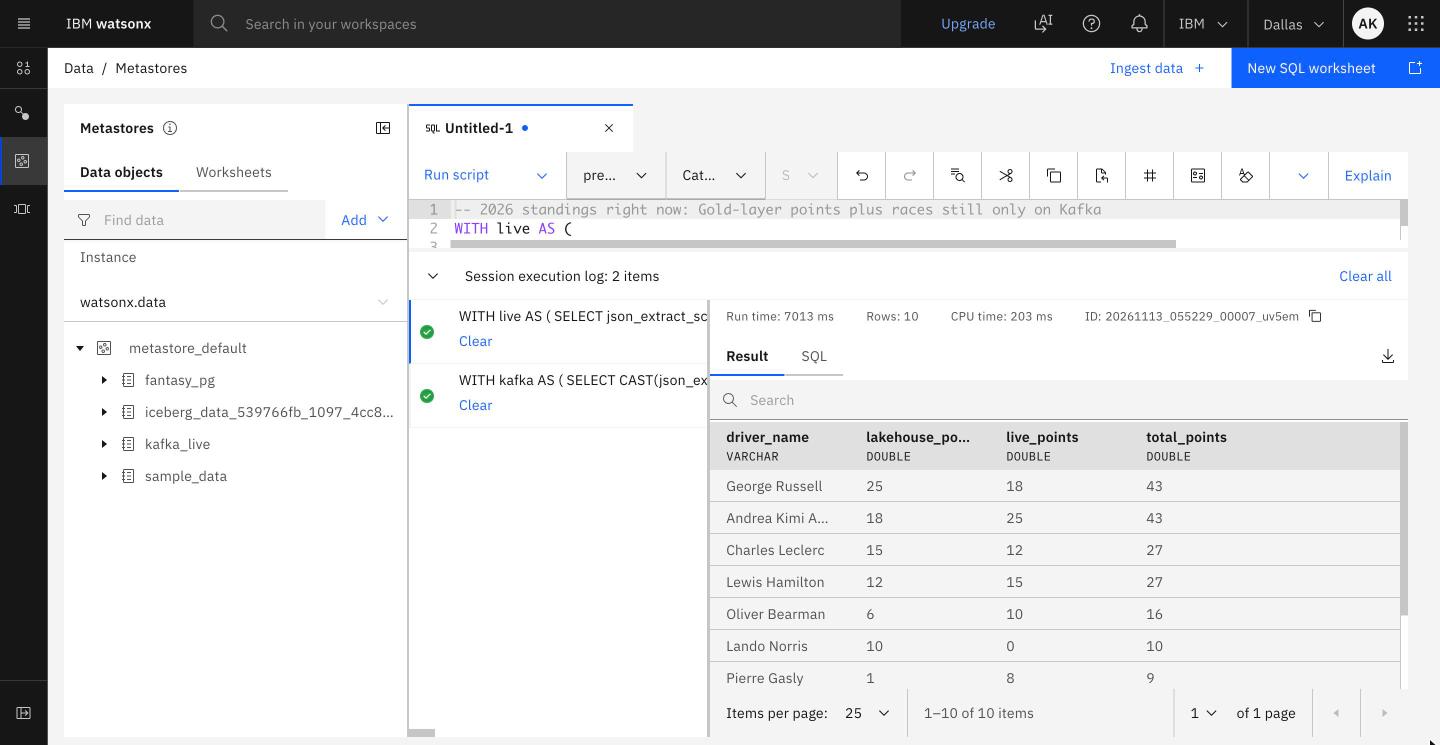 IBM watsonx
Search in your workspaces
Upgrade
IBM
Dallas
AK
Data / Metastores
Ingest data +
New SQL worksheet
Metastores
Data objects
Worksheets
Find data
Add
Instance
watsonx.data
metastore_default
fantasy_pg
iceberg_data_539766fb_1097_4cc8...
kafka_live
sample_data
SQL Untitled-1
Run script
pre...
Cat...
S
Explain
1 -- 2026 standings right now: Gold-layer points plus races still only on Kafka
2 WITH live AS (
3
Session execution log: 2 items
Clear all
WITH live AS ( SELECT json_extract_sc
Clear
WITH kafka AS ( SELECT CAST(json_ex
Clear
Run time: 7013 ms Rows: 10 CPU time: 203 ms ID: 20261113_055229_00007_uv5em
Result
SQL
Search
driver_name lakehouse_po... live_points total_points
VARCHAR DOUBLE DOUBLE DOUBLE
George Russell 25 18 43
Andrea Kimi A... 18 25 43
Charles Leclerc 15 12 27
Lewis Hamilton 12 15 27
Oliver Bearman 6 10 16
Lando Norris 10 0 10
Pierre Gasly 1 8 9
Items per page: 25 1–10 of 10 items 1 of 1 page